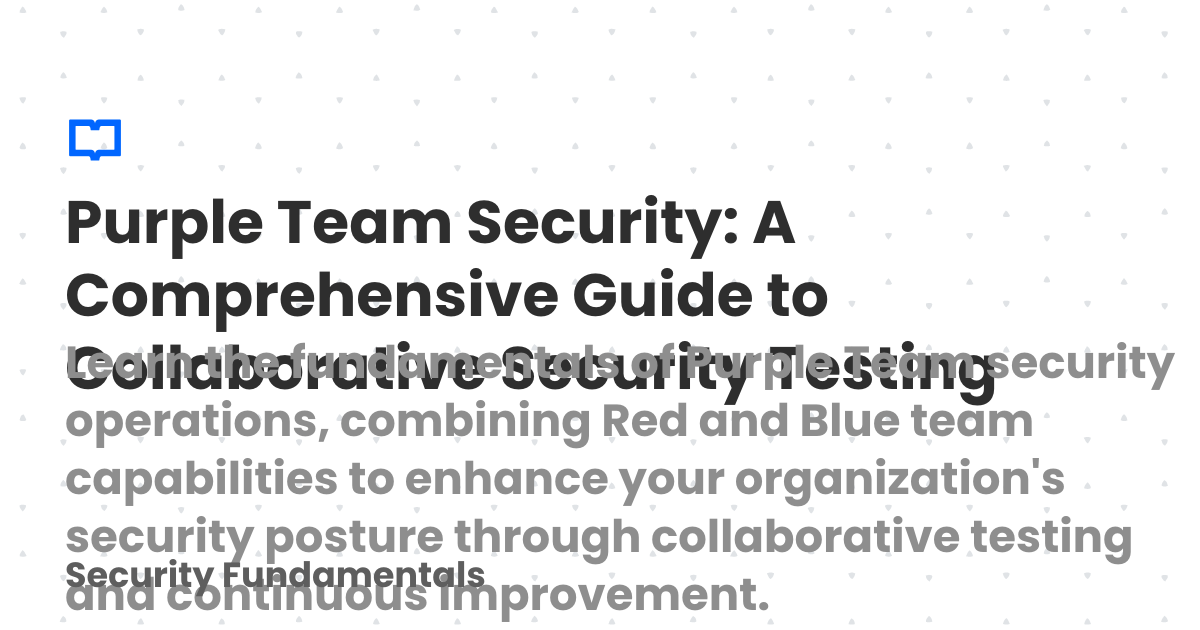 Purple Team Security: A
Comprehensive Guide to
Collaborative Security Testing
Learn the fundamentals of Purple Team security
operations, combining Red and Blue team
capabilities to enhance your organization's
security posture through collaborative testing
and continuous improvement.
Security Fundamentals